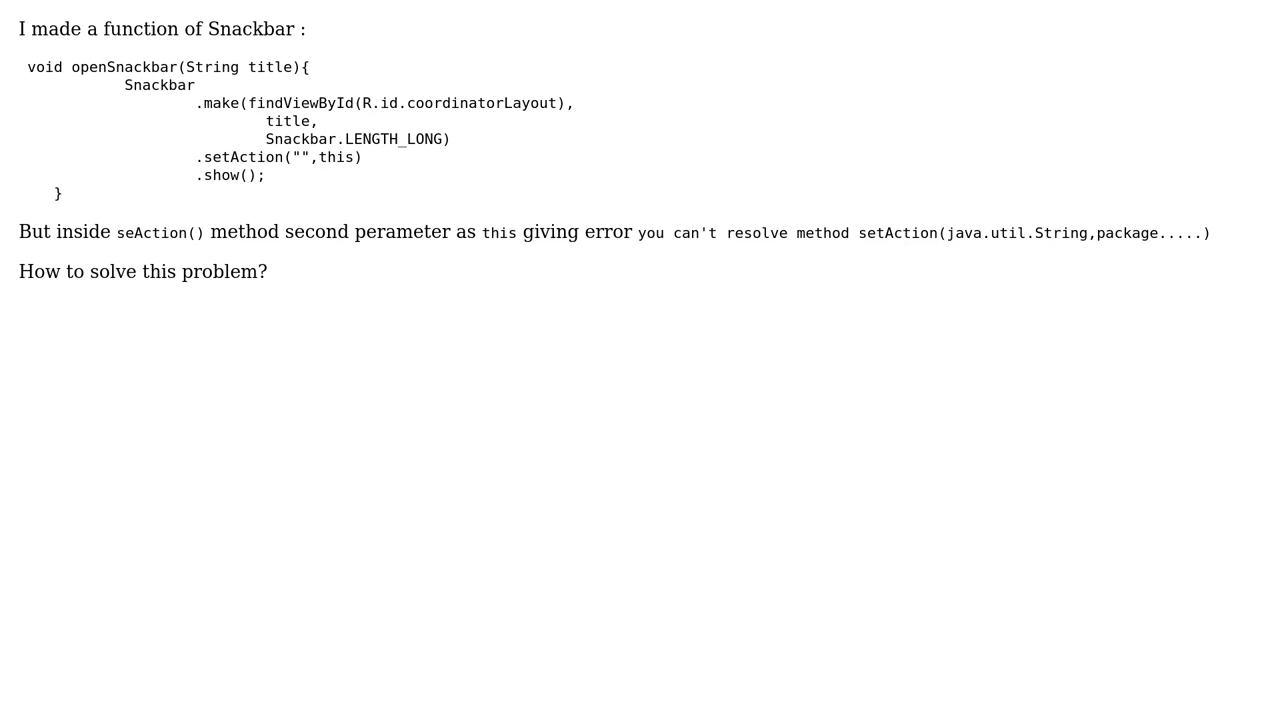 I made a function of Snackbar :
void openSnackbar(String title){
Snackbar
.make(findViewById(R.id.coordinatorLayout),
title,
Snackbar.LENGTH_LONG)
.setAction("",this)
.show();
}
But inside seAction() method second perameter as this giving error you can't resolve method setAction(java.util.String,package.....)
How to solve this problem?